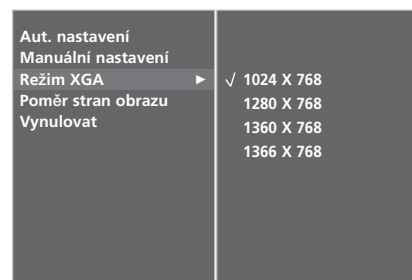 Aut. nastavení
Manuální nastavení
Režim XGA ►
Poměr stran obrazu
Vynulovat
√ 1024 X 768
1280 X 768
1360 X 768
1366 X 768